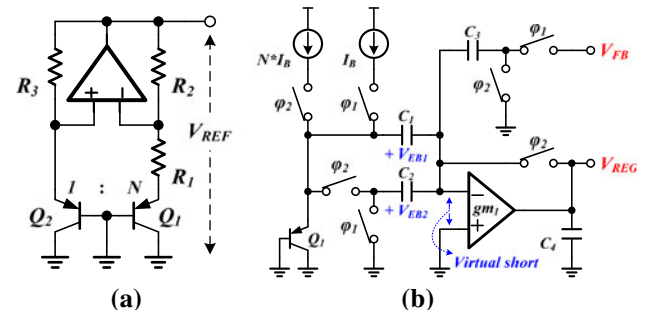 R3
+
−
R2
VREF
R1
1 : N
Q2
Q1
(a)
N*IB
IB
φ2
φ1
C1
+ VEB1
φ2
C2
+ VEB2
φ1
Q1
C3
φ1
VFB
φ2
φ2
VREG
−
gm1
+
C4
Virtual short
(b)